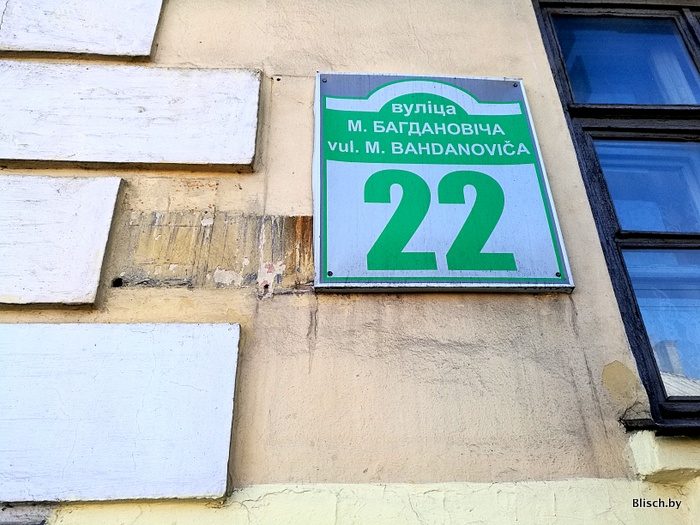 вуліца
М. БАГДАНОВІЧА
vul. M. BAHDANOVIČA
22
Blisch.by